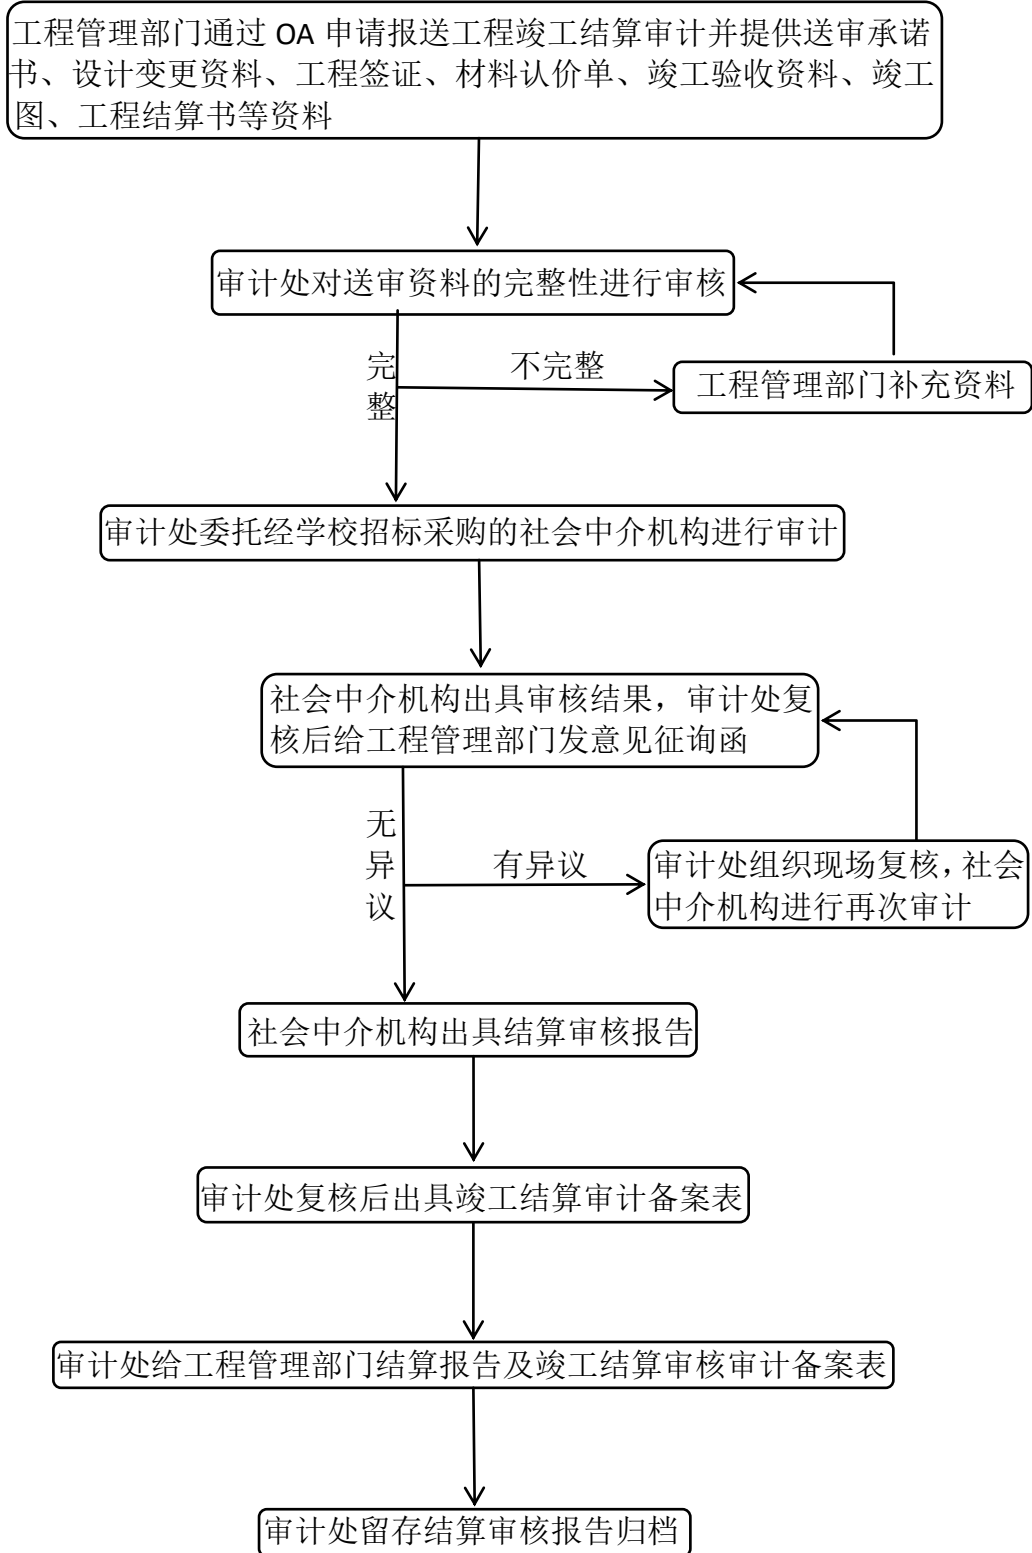 工程管理部门通过 OA 申请报送工程竣工结算审计并提供送审承诺
书、设计变更资料、工程签证、材料认价单、竣工验收资料、竣工
图、工程结算书等资料
审计处对送审资料的完整性进行审核
完
整
不完整
工程管理部门补充资料
审计处委托经学校招标采购的社会中介机构进行审计
社会中介机构出具审核结果，审计处复
核后给工程管理部门发意见征询函
无
异
议
有异议
审计处组织现场复核，社会
中介机构进行再次审计
社会中介机构出具结算审核报告
审计处复核后出具竣工结算审计备案表
审计处给工程管理部门结算报告及竣工结算审核审计备案表
审计处留存结算审核报告归档